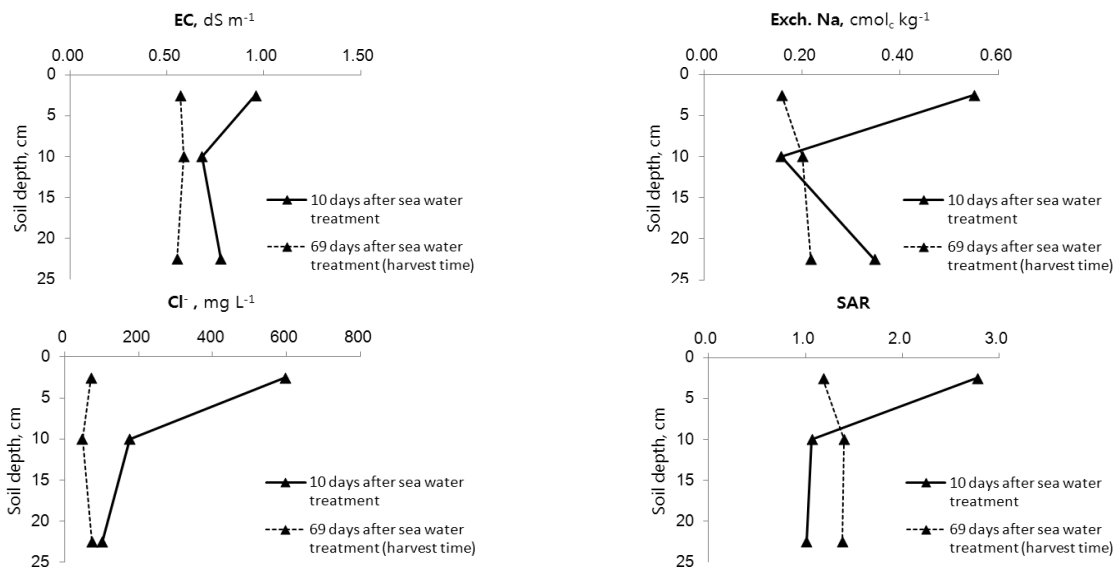 EC, dS m⁻¹
0.00 0.50 1.00 1.50
0
5
10
15
20
25
Soil depth, cm
10 days after sea water
treatment
69 days after sea water
treatment (harvest time)
Exch. Na, cmol꜀ kg⁻¹
0.00 0.20 0.40 0.60
0
5
10
15
20
25
Soil depth, cm
10 days after sea water
treatment
69 days after sea water
treatment (harvest time)
Cl⁻ , mg L⁻¹
0 200 400 600 800
0
5
10
15
20
25
Soil depth, cm
10 days after sea water
treatment
69 days after sea water
treatment (harvest time)
SAR
0.0 1.0 2.0 3.0
0
5
10
15
20
25
Soil depth, cm
10 days after sea water
treatment
69 days after sea water
treatment (harvest time)